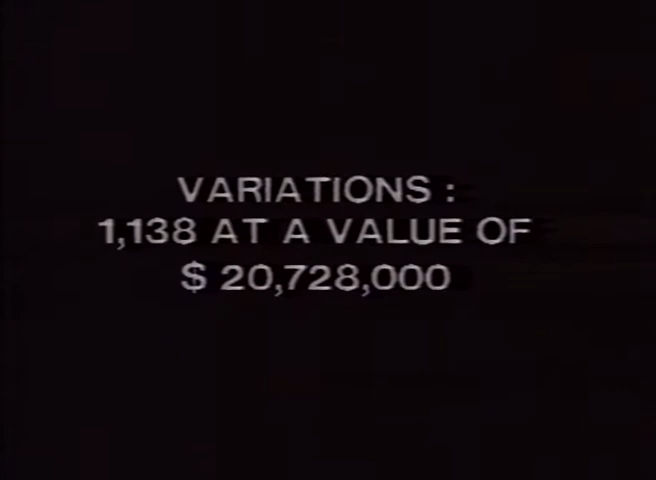 VARIATIONS :
1,138 AT A VALUE OF
$ 20,728,000